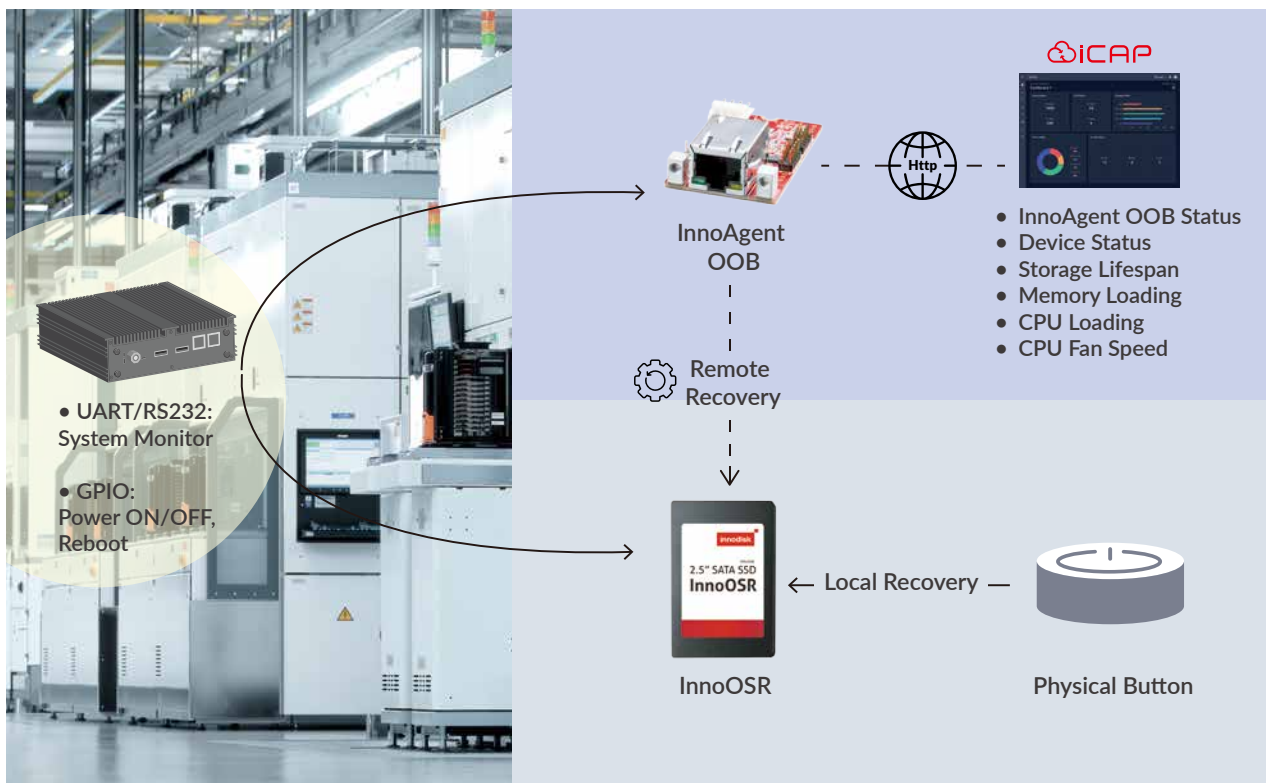 iCAP
InnoAgent
OOB
Http
● InnoAgent OOB Status
● Device Status
● Storage Lifespan
● Memory Loading
● CPU Loading
● CPU Fan Speed
● UART/RS232:
System Monitor
● GPIO:
Power ON/OFF,
Reboot
Remote
Recovery
innodisk
2.5" SATA SSD
InnoOSR
InnoOSR
Local Recovery
Physical Button